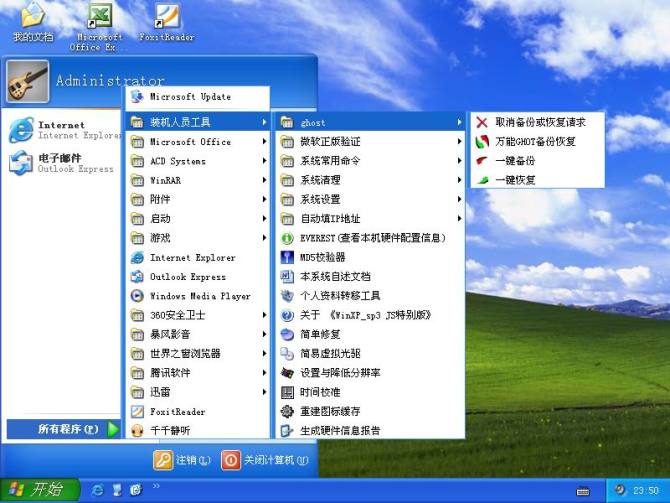 我的文档
Microsoft
Office Ex...
FoxitReader
Administrator
Internet
Internet Explorer
电子邮件
Outlook Express
所有程序(P)
注销(L)
关闭计算机(U)
开始
Microsoft Update
装机人员工具
Microsoft Office
ACD Systems
WinRAR
附件
启动
游戏
Internet Explorer
Outlook Express
Windows Media Player
360安全卫士
暴风影音
世界之窗浏览器
腾讯软件
迅雷
FoxitReader
千千静听
ghost
微软正版验证
系统常用命令
系统清理
系统设置
自动填IP地址
EVEREST(查看本机硬件配置信息)
MD5校验器
本系统自述文档
个人资料转移工具
关于 《WinXP_sp3 JS特别版》
简单修复
简易虚拟光驱
设置与降低分辨率
时间校准
重建图标缓存
生成硬件信息报告
取消备份或恢复请求
万能GHOT备份恢复
一键备份
一键恢复
23:50